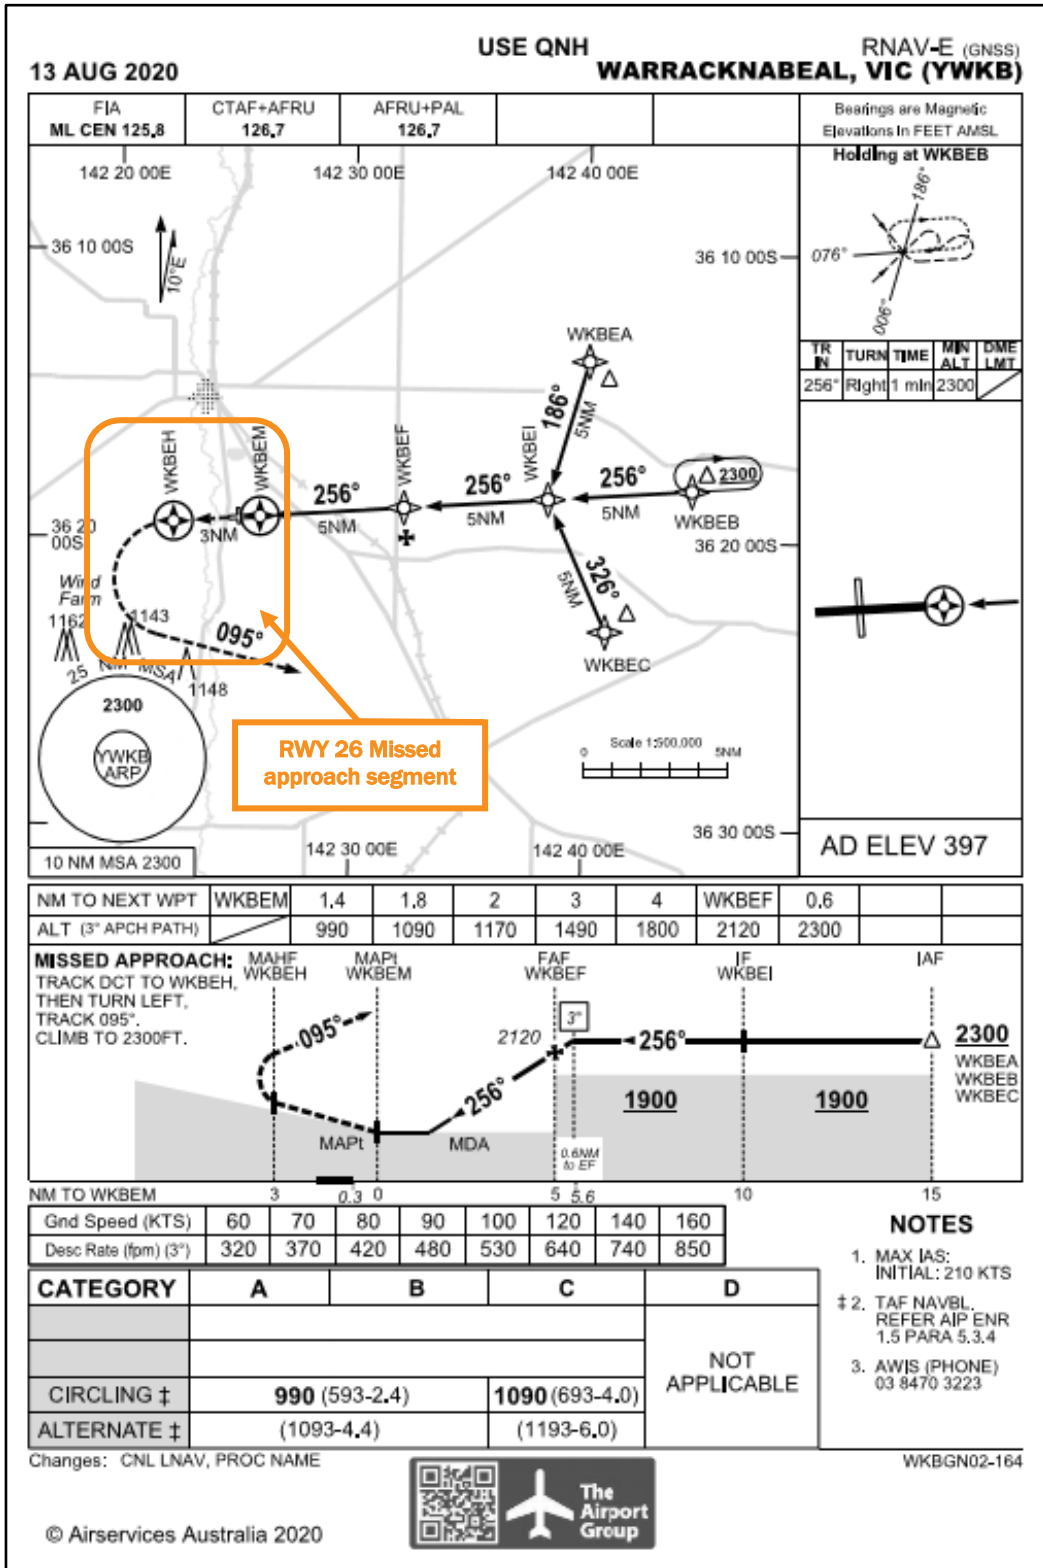 USE QNH
RNAV-E (GNSS)
13 AUG 2020
WARRACKNABEAL, VIC (YWKB)
FIA
ML CEN 125.8
CTAF+AFRU
126.7
AFRU+PAL
126.7
Bearings are Magnetic
Elevations in FEET AMSL
142 20 00E
142 30 00E
142 40 00E
Holding at WKBEB
186°
076°
006°
36 10 00S
36 10 00S
10°E
TR IN
TURN
TIME
MIN ALT
DME LMT
256°
Right
1 min
2300
WKBEA
186°
5NM
WKBEH
WKBEM
WKBEF
WKBEI
256°
5NM
256°
5NM
256°
5NM
2300
WKBEB
3NM
36 20
00S
36 20 00S
326°
5NM
WKBEC
Wind
Farm
1162
1143
095°
1148
25 NM MSA
2300
YWKB
ARP
RWY 26 Missed
approach segment
Scale 1:500,000
0
5NM
36 30 00S
10 NM MSA 2300
142 30 00E
142 40 00E
AD ELEV 397
NM TO NEXT WPT WKBEM 1.4 1.8 2 3 4 WKBEF 0.6
ALT (3° APCH PATH) 990 1090 1170 1490 1800 2120 2300
MISSED APPROACH:
TRACK DCT TO WKBEH,
THEN TURN LEFT,
TRACK 095°.
CLIMB TO 2300FT.
MAHF
WKBEH
MAPt
WKBEM
FAF
WKBEF
IF
WKBEI
IAF
095°
2120
3°
256°
2300
WKBEA
WKBEB
WKBEC
256°
1900
1900
MAPt
MDA
0.6NM
to EF
NM TO WKBEM 3 0.3 0 5 5.6 10 15
Gnd Speed (KTS) 60 70 80 90 100 120 140 160
Desc Rate (fpm) (3°) 320 370 420 480 530 640 740 850
NOTES
1. MAX IAS:
INITIAL: 210 KTS
‡ 2. TAF NAVBL.
REFER AIP ENR
1.5 PARA 5.3.4
3. AWIS (PHONE)
03 8470 3223
CATEGORY A B C D
NOT
APPLICABLE
CIRCLING ‡ 990 (593-2.4) 1090 (693-4.0)
ALTERNATE ‡ (1093-4.4) (1193-6.0)
Changes: CNL LNAV, PROC NAME
WKBGN02-164
The
Airport
Group
© Airservices Australia 2020